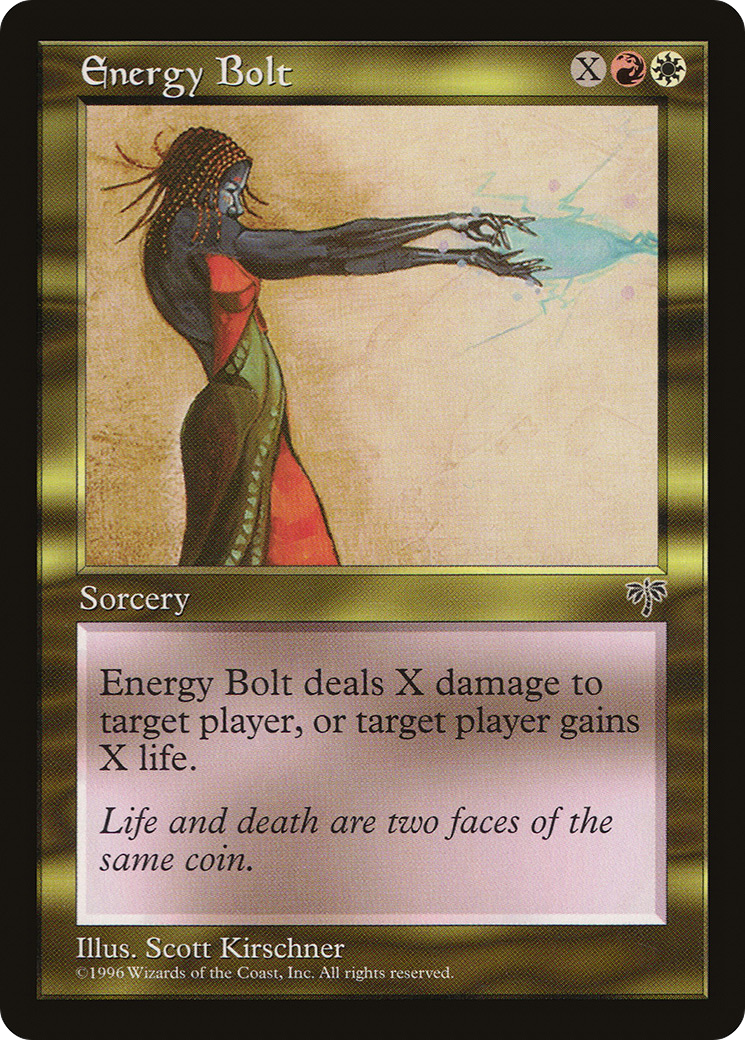 Energy Bolt X
Sorcery
Energy Bolt deals X damage to
target player, or target player gains
X life.
Life and death are two faces of the
same coin.
Illus. Scott Kirschner
©1996 Wizards of the Coast, Inc. All rights reserved.